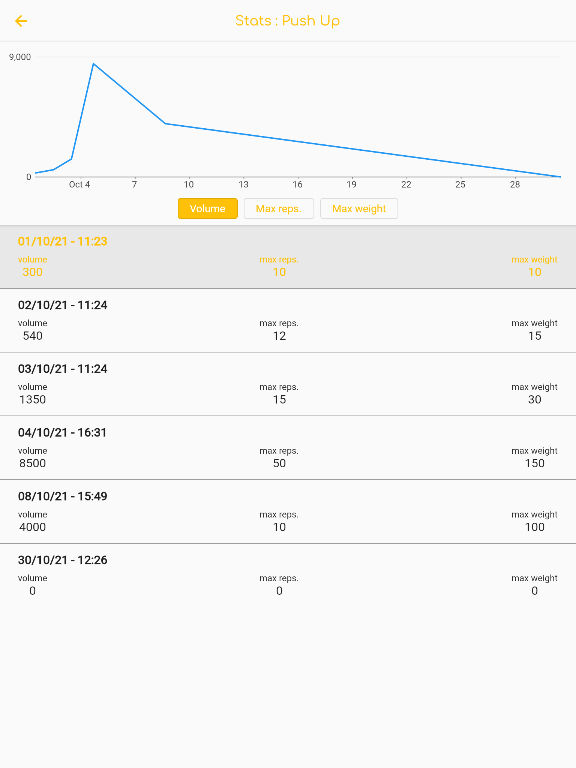 Stats : Push Up
9,000
0
Oct 4 7 10 13 16 19 22 25 28
Volume Max reps. Max weight
01/10/21 - 11:23
volume max reps. max weight
300 10 10
02/10/21 - 11:24
volume max reps. max weight
540 12 15
03/10/21 - 11:24
volume max reps. max weight
1350 15 30
04/10/21 - 16:31
volume max reps. max weight
8500 50 150
08/10/21 - 15:49
volume max reps. max weight
4000 10 100
30/10/21 - 12:26
volume max reps. max weight
0 0 0